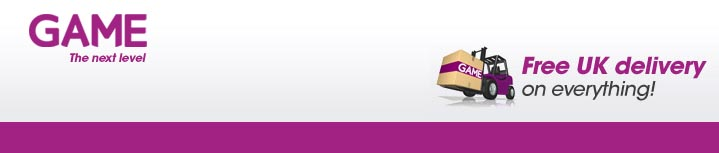 GAME
The next level
GAME
Free UK delivery
on everything!